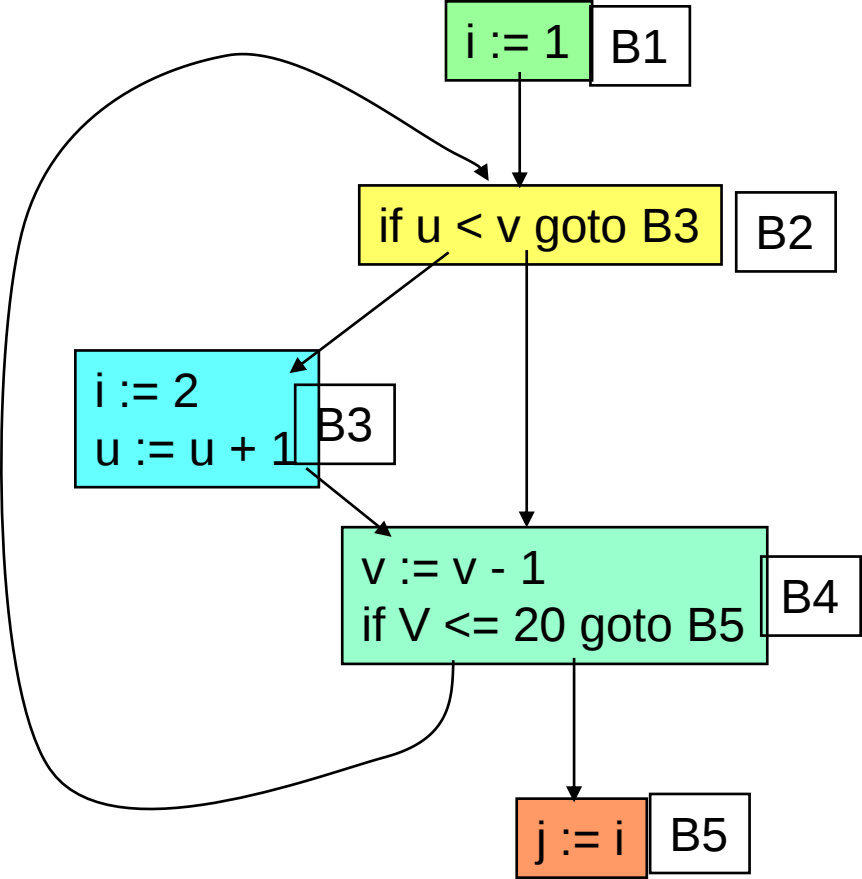 i := 1
B1
if u < v goto B3
B2
i := 2
u := u + 1
B3
v := v - 1
if V <= 20 goto B5
B4
j := i
B5